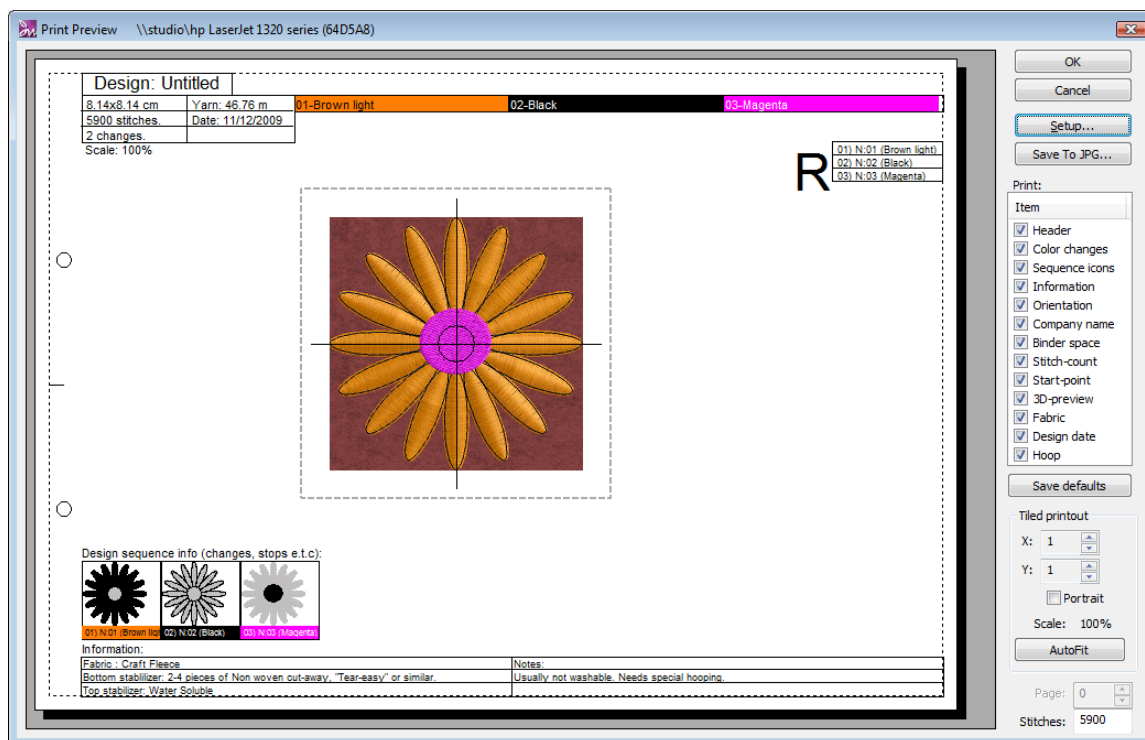 Print Preview \\studio\hp LaserJet 1320 series (64D5A8)
Design: Untitled
8.14x8.14 cm Yarn: 46.76 m 01-Brown light 02-Black 03-Magenta
5900 stitches. Date: 11/12/2009
2 changes.
Scale: 100%
R
01) N:01 (Brown light)
02) N:02 (Black)
03) N:03 (Magenta)
Design sequence info (changes, stops e.t.c):
01) N:01 (Brown lig 02) N:02 (Black) 03) N:03 (Magenta)
Information:
Fabric : Craft Fleece Notes:
Bottom stablilizer: 2-4 pieces of Non woven cut-away, "Tear-easy" or similar. Usually not washable. Needs special hooping.
Top stabilizer: Water Soluble
OK
Cancel
Setup...
Save To JPG...
Print:
Item
Header
Color changes
Sequence icons
Information
Orientation
Company name
Binder space
Stitch-count
Start-point
3D-preview
Fabric
Design date
Hoop
Save defaults
Tiled printout
X: 1
Y: 1
Portrait
Scale: 100%
AutoFit
Page: 0
Stitches: 5900